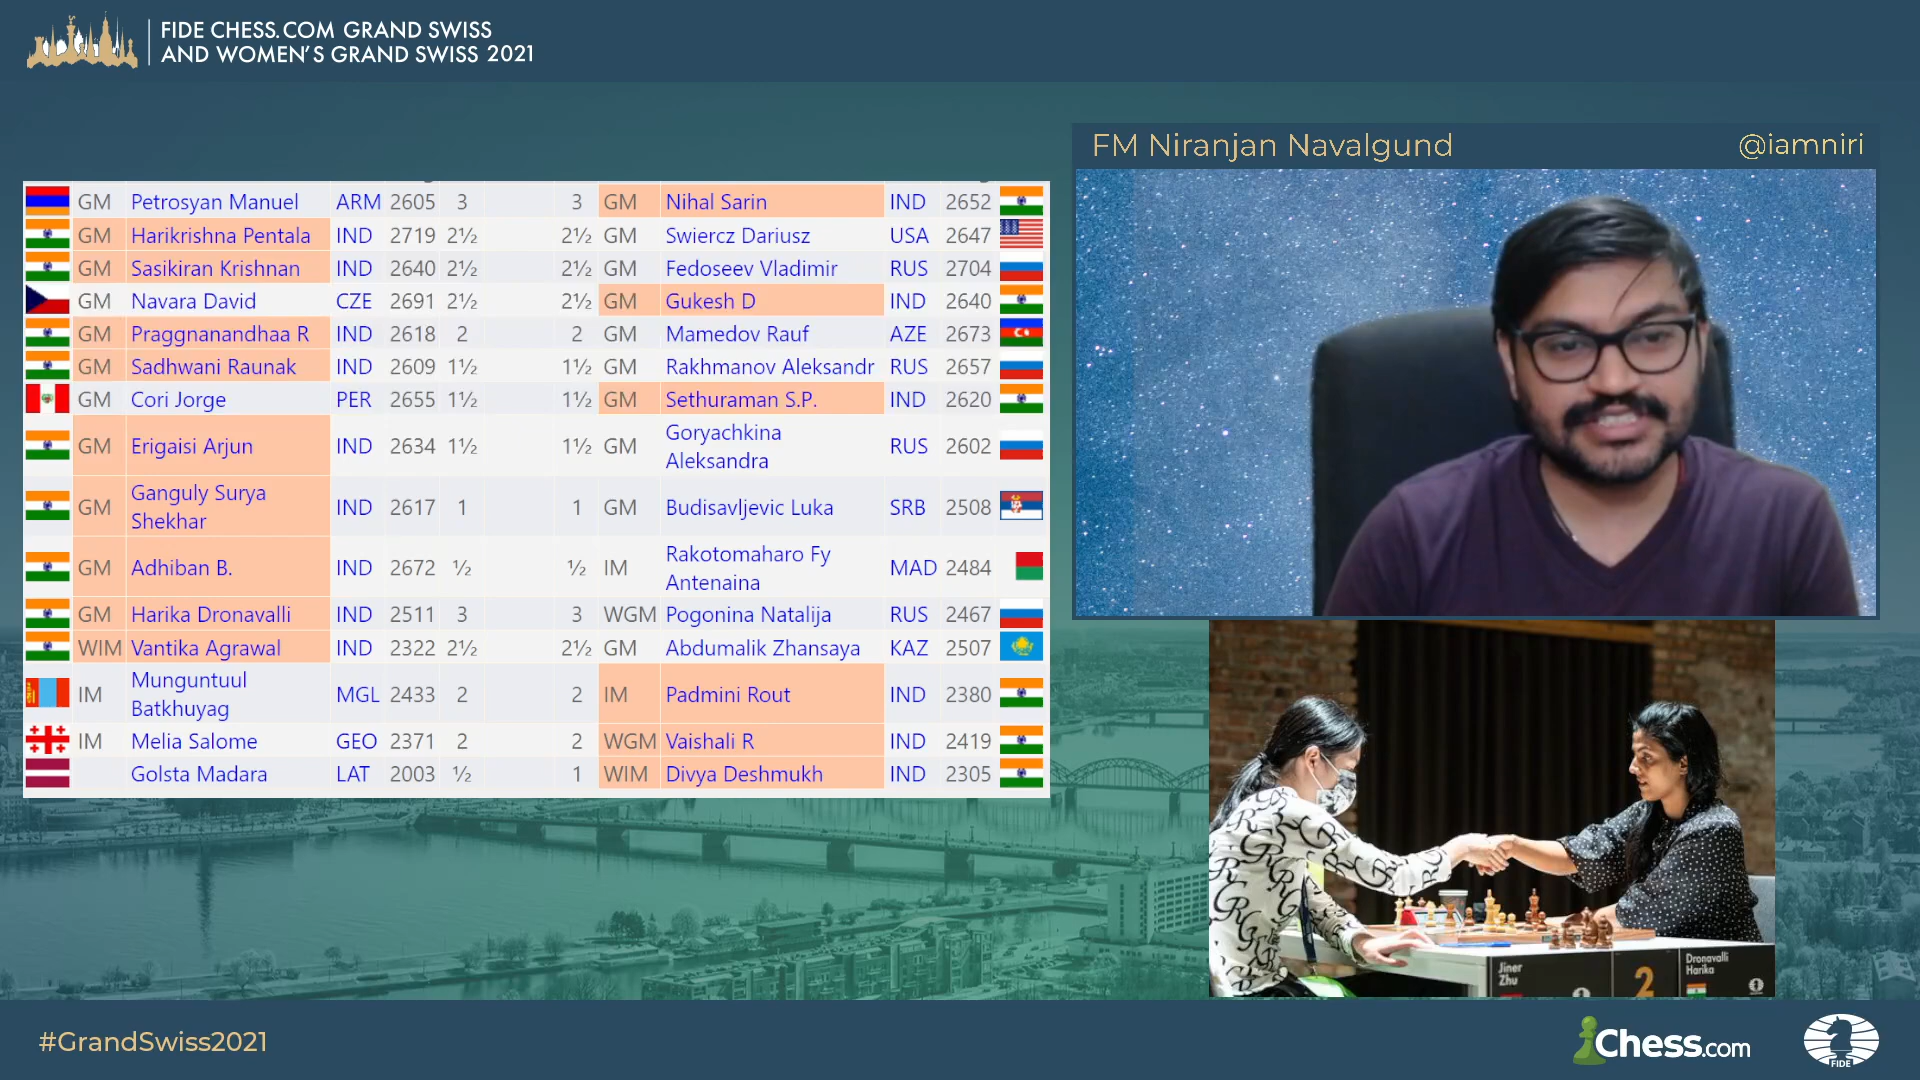 FIDE CHESS.COM GRAND SWISS
AND WOMEN'S GRAND SWISS 2021
FM Niranjan Navalgund @iamniri
GM Petrosyan Manuel ARM 2605 3 3 GM Nihal Sarin IND 2652
GM Harikrishna Pentala IND 2719 2½ 2½ GM Swiercz Dariusz USA 2647
GM Sasikiran Krishnan IND 2640 2½ 2½ GM Fedoseev Vladimir RUS 2704
GM Navara David CZE 2691 2½ 2½ GM Gukesh D IND 2640
GM Praggnanandhaa R IND 2618 2 2 GM Mamedov Rauf AZE 2673
GM Sadhwani Raunak IND 2609 1½ 1½ GM Rakhmanov Aleksandr RUS 2657
GM Cori Jorge PER 2655 1½ 1½ GM Sethuraman S.P. IND 2620
GM Erigaisi Arjun IND 2634 1½ 1½ GM Goryachkina Aleksandra RUS 2602
GM Ganguly Surya Shekhar IND 2617 1 1 GM Budisavljevic Luka SRB 2508
GM Adhiban B. IND 2672 ½ ½ IM Rakotomaharo Fy Antenaina MAD 2484
GM Harika Dronavalli IND 2511 3 3 WGM Pogonina Natalija RUS 2467
WIM Vantika Agrawal IND 2322 2½ 2½ GM Abdumalik Zhansaya KAZ 2507
IM Munguntuul Batkhuyag MGL 2433 2 2 IM Padmini Rout IND 2380
IM Melia Salome GEO 2371 2 2 WGM Vaishali R IND 2419
Golsta Madara LAT 2003 ½ 1 WIM Divya Deshmukh IND 2305
Jiner
Zhu
2
Dronavalli
Harika
#GrandSwiss2021
Chess.com
FIDE